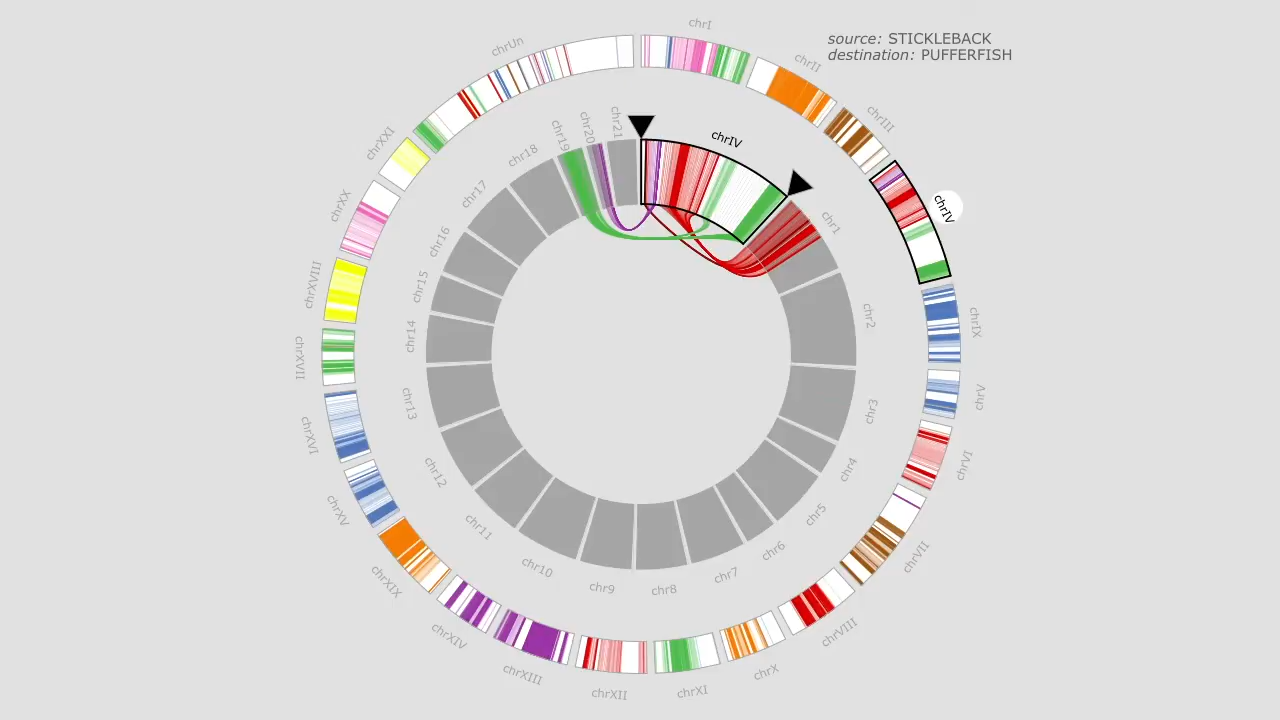 source: STICKLEBACK
destination: PUFFERFISH
chrI
chrII
chrIII
chrIV
chrIX
chrV
chrVI
chrVII
chrVIII
chrX
chrXI
chrXII
chrXIII
chrXIV
chrXIX
chrXV
chrXVI
chrXVII
chrXVIII
chrXX
chrXXI
chrUn
chrIV
chr1
chr2
chr3
chr4
chr5
chr6
chr7
chr8
chr9
chr10
chr11
chr12
chr13
chr14
chr15
chr16
chr17
chr18
chr19
chr20
chr21